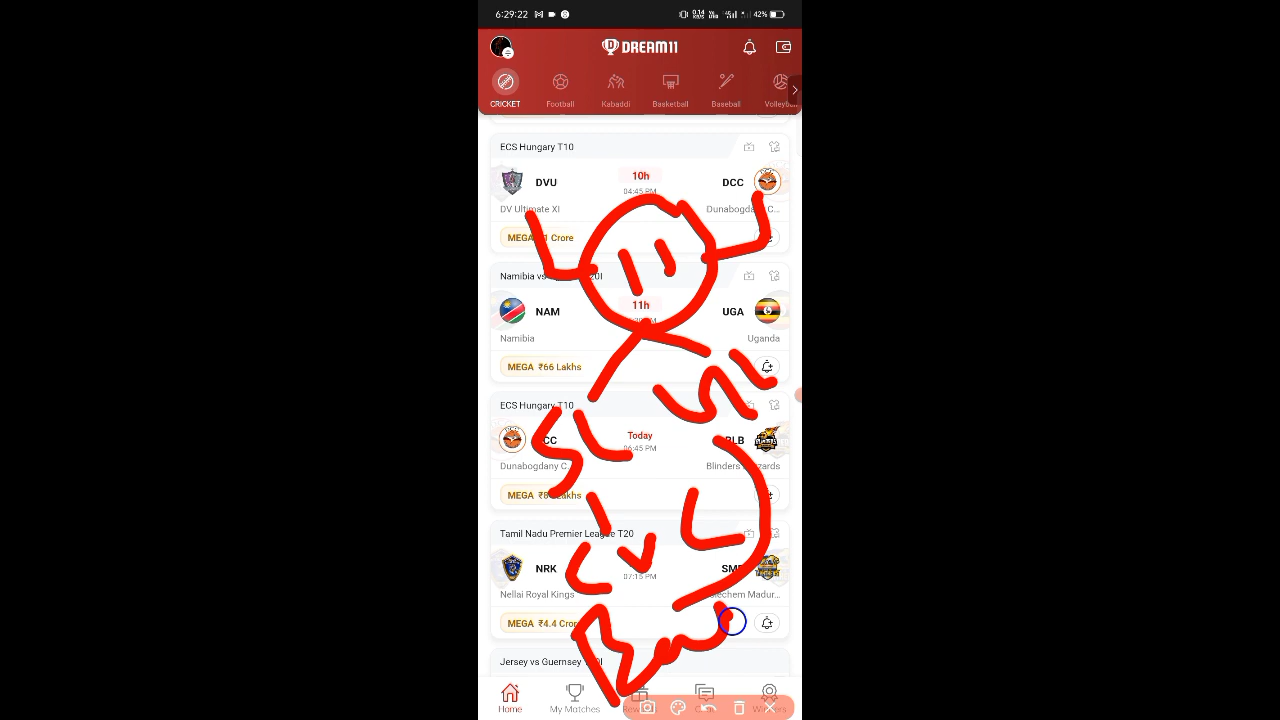 6:29:22 42%
DREAM11
CRICKET Football Kabaddi Basketball Baseball
ECS Hungary T10
DVU 10h DCC
04:45 PM
DV Ultimate XI Dunabogdany C...
MEGA Crore
Namibia vs
NAM 11h UGA
Namibia Uganda
MEGA ₹66 Lakhs
ECS Hungary T10
Today
06:45 PM
Dunabogdany C. Blinders
MEGA Lakhs
Tamil Nadu Premier League T20
NRK
07:15 PM
Nellai Royal Kings Madur...
MEGA ₹4.4
Jersey vs Guernsey
Home My Matches